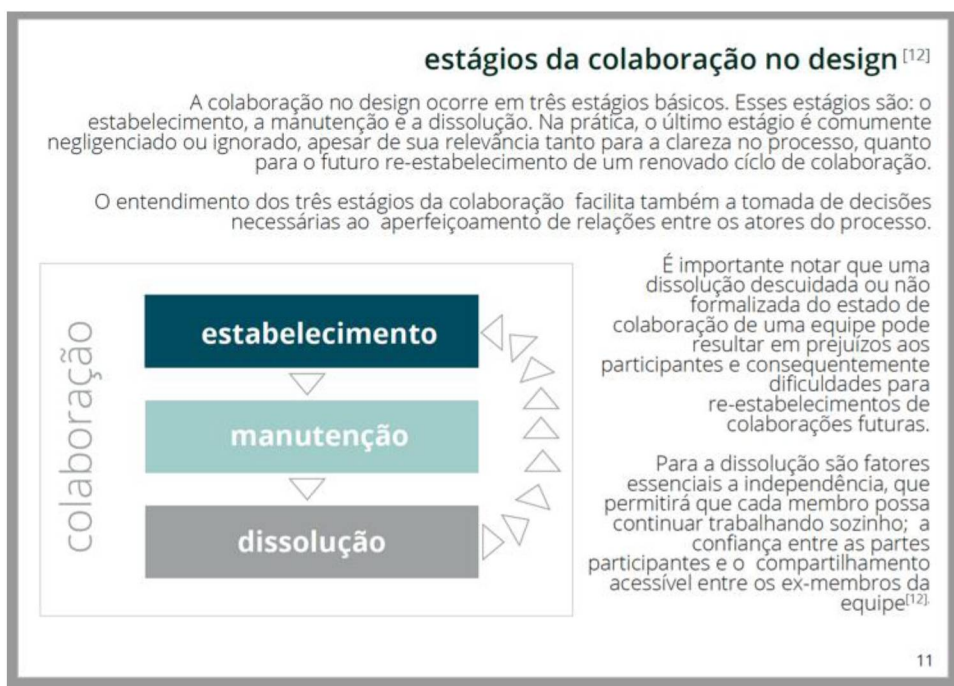 estágios da colaboração no design [12]
A colaboração no design ocorre em três estágios básicos. Esses estágios são: o
estabelecimento, a manutenção e a dissolução. Na prática, o último estágio é comumente
negligenciado ou ignorado, apesar de sua relevância tanto para a clareza no processo, quanto
para o futuro re-estabelecimento de um renovado cíclo de colaboração.
O entendimento dos três estágios da colaboração facilita também a tomada de decisões
necessárias ao aperfeiçoamento de relações entre os atores do processo.
colaboração
estabelecimento
manutenção
dissolução
É importante notar que uma
dissolução descuidada ou não
formalizada do estado de
colaboração de uma equipe pode
resultar em prejuízos aos
participantes e consequentemente
dificuldades para
re-estabelecimentos de
colaborações futuras.
Para a dissolução são fatores
essenciais a independência, que
permitirá que cada membro possa
continuar trabalhando sozinho; a
confiança entre as partes
participantes e o compartilhamento
acessível entre os ex-membros da
equipe[12].
11